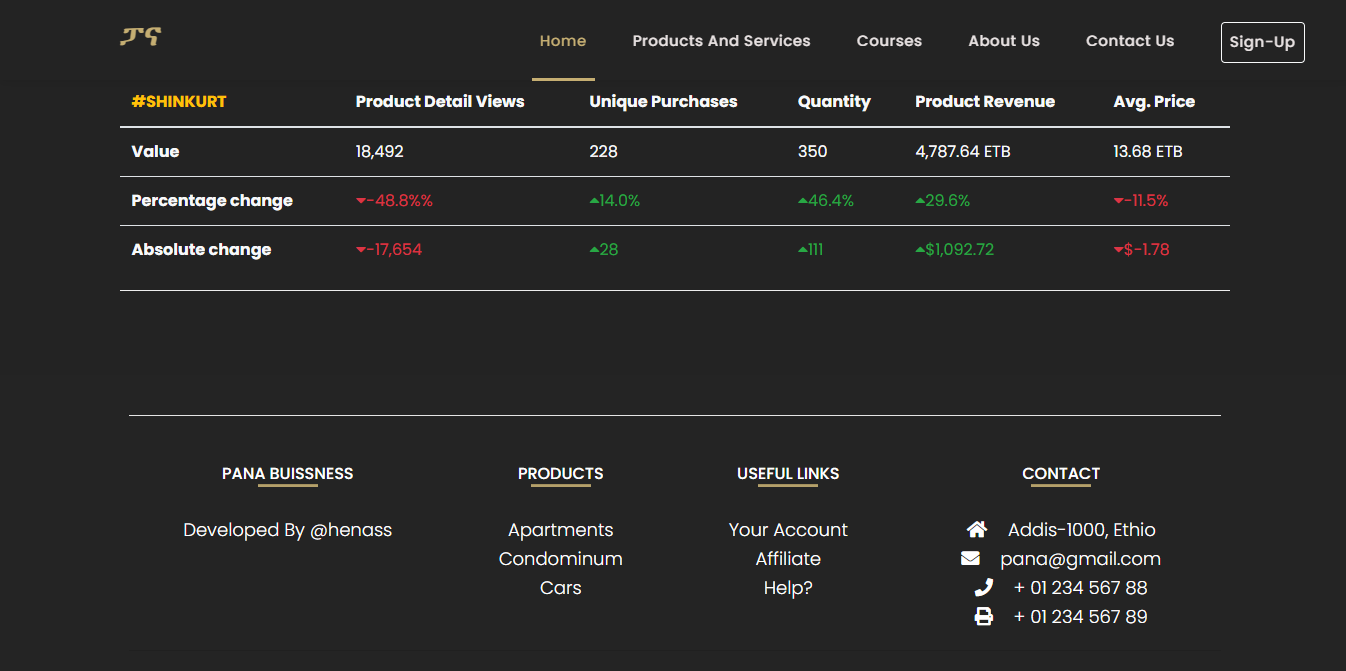 ፓና Home Products And Services Courses About Us Contact Us Sign-Up
#SHINKURT Product Detail Views Unique Purchases Quantity Product Revenue Avg. Price
Value 18,492 228 350 4,787.64 ETB 13.68 ETB
Percentage change -48.8%% 14.0% 46.4% 29.6% -11.5%
Absolute change -17,654 28 111 $1,092.72 $-1.78
PANA BUISSNESS PRODUCTS USEFUL LINKS CONTACT
Developed By @henass Apartments Your Account Addis-1000, Ethio
Condominum Affiliate pana@gmail.com
Cars Help? + 01 234 567 88
+ 01 234 567 89